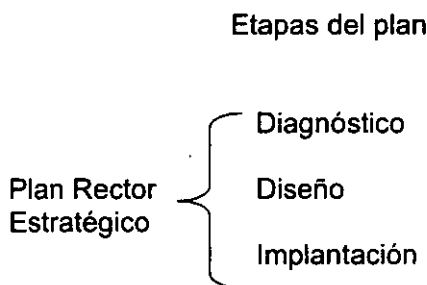 Etapas del plan
Diagnóstico
Plan Rector
Estratégico
Diseño
Implantación